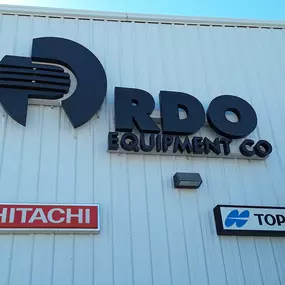 RDO
EQUIPMENT CO
HITACHI
TOP